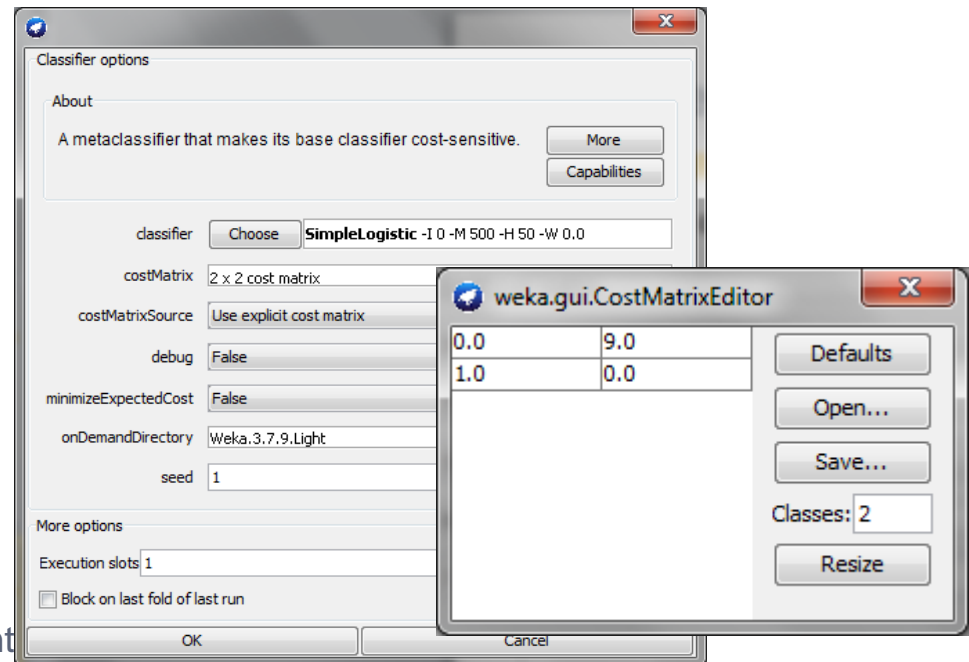 Classifier options
About
A metaclassifier that makes its base classifier cost-sensitive.
More
Capabilities
classifier
Choose
SimpleLogistic -I 0 -M 500 -H 50 -W 0.0
costMatrix
2 x 2 cost matrix
costMatrixSource
Use explicit cost matrix
debug
False
minimizeExpectedCost
False
onDemandDirectory
Weka.3.7.9.Light
seed
1
More options
Execution slots
1
Block on last fold of last run
OK
Cancel
weka.gui.CostMatrixEditor
0.0 9.0
1.0 0.0
Defaults
Open...
Save...
Classes: 2
Resize